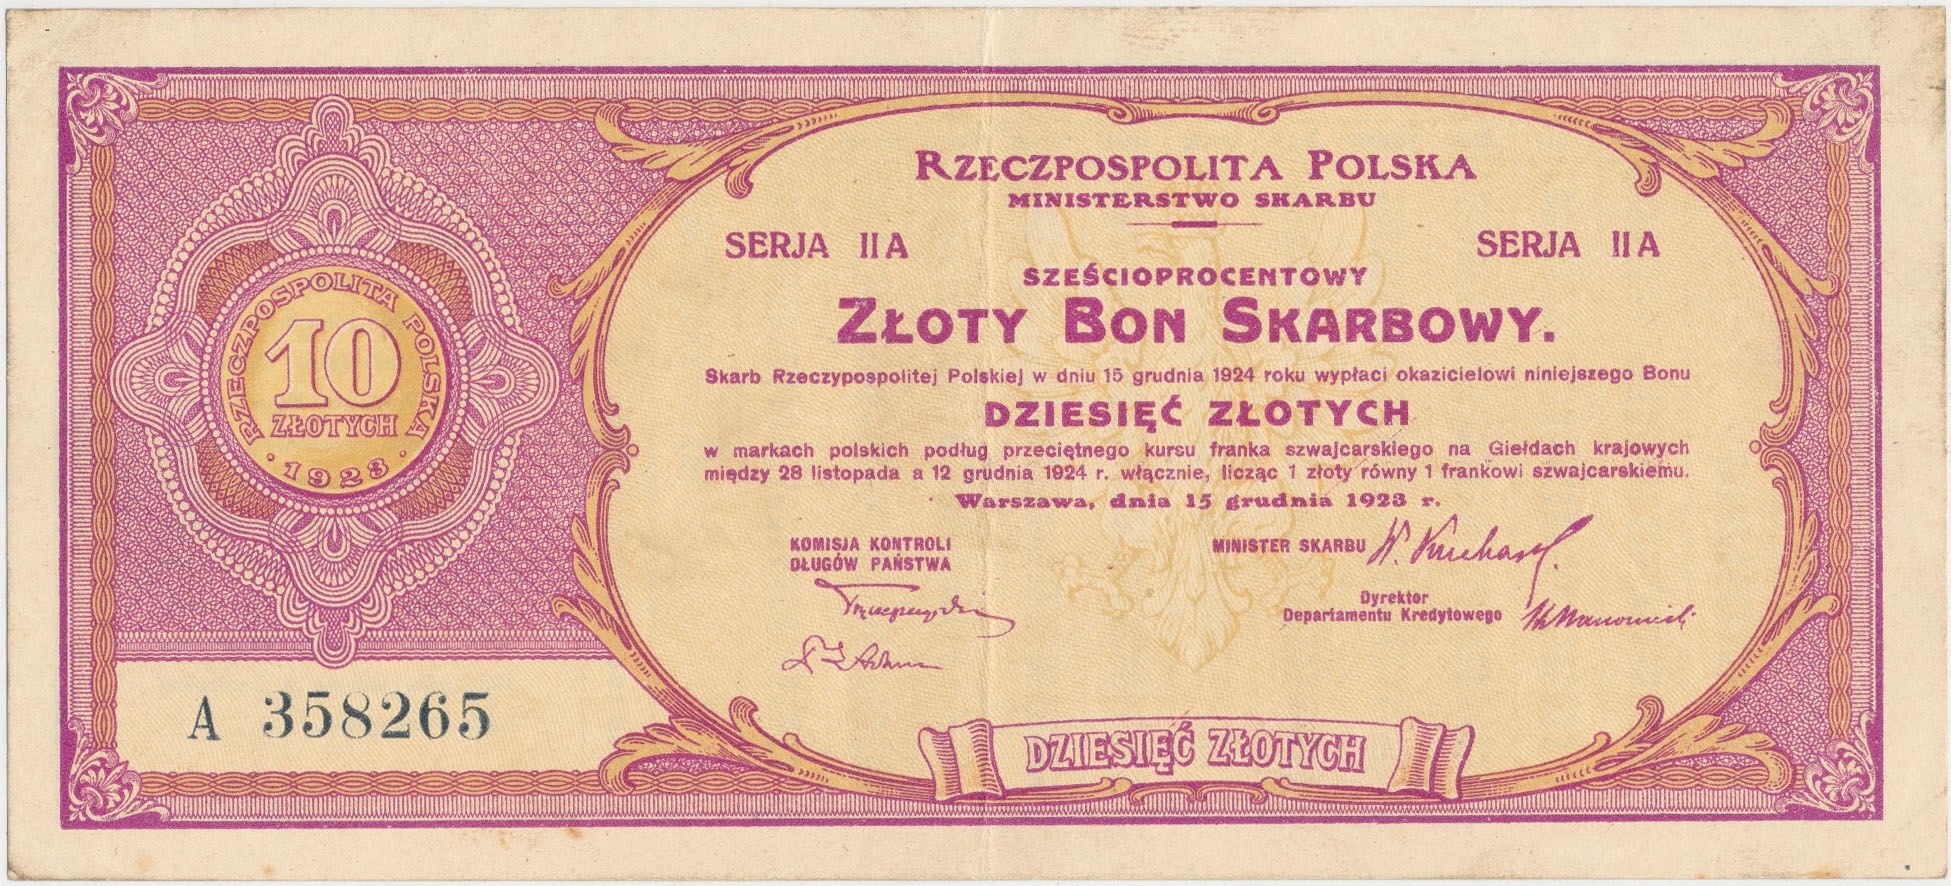 RZECZPOSPOLITA POLSKA
MINISTERSTWO SKARBU
SERJA II A
SERJA II A
SZEŚCIOPROCENTOWY
ZŁOTY BON SKARBOWY.
Skarb Rzeczypospolitej Polskiej w dniu 15 grudnia 1924 roku wypłaci okazicielowi niniejszego Bonu
DZIESIĘĆ ZŁOTYCH
w markach polskich podług przeciętnego kursu franka szwajcarskiego na Giełdach krajowych
między 28 listopada a 12 grudnia 1924 r. włącznie, licząc 1 złoty równy 1 frankowi szwajcarskiemu.
Warszawa, dnia 15 grudnia 1923 r.
KOMISJA KONTROLI
DŁUGÓW PAŃSTWA
MINISTER SKARBU
Dyrektor
Departamentu Kredytowego
RZECZPOSPOLITA POLSKA
10
ZŁOTYCH
· 1923 ·
A 358265
DZIESIĘĆ ZŁOTYCH